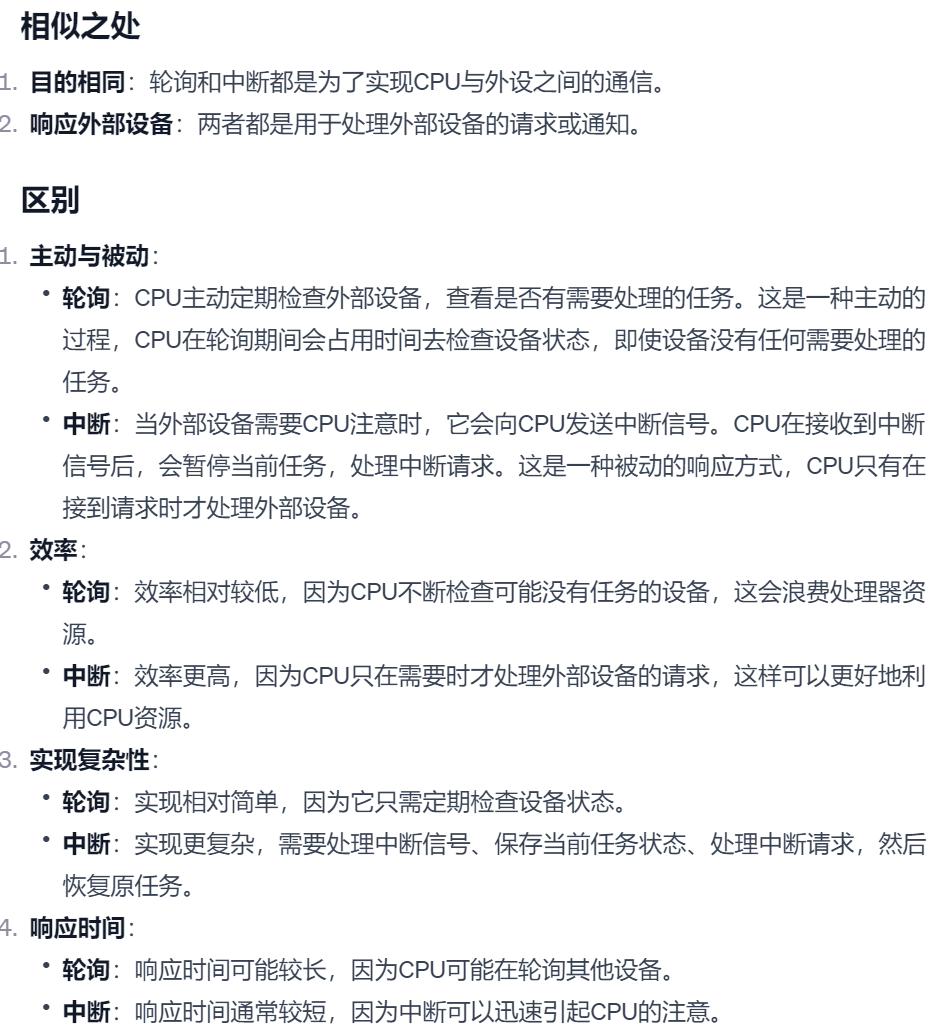 相似之处
1. 目的相同：轮询和中断都是为了实现CPU与外设之间的通信。
2. 响应外部设备：两者都是用于处理外部设备的请求或通知。
区别
1. 主动与被动：
• 轮询：CPU主动定期检查外部设备，查看是否有需要处理的任务。这是一种主动的
过程，CPU在轮询期间会占用时间去检查设备状态，即使设备没有任何需要处理的
任务。
• 中断：当外部设备需要CPU注意时，它会向CPU发送中断信号。CPU在接收到中断
信号后，会暂停当前任务，处理中断请求。这是一种被动的响应方式，CPU只有在
接到请求时才处理外部设备。
2. 效率：
• 轮询：效率相对较低，因为CPU不断检查可能没有任务的设备，这会浪费处理器资
源。
• 中断：效率更高，因为CPU只在需要时才处理外部设备的请求，这样可以更好地利
用CPU资源。
3. 实现复杂性：
• 轮询：实现相对简单，因为它只需定期检查设备状态。
• 中断：实现更复杂，需要处理中断信号、保存当前任务状态、处理中断请求，然后
恢复原任务。
4. 响应时间：
• 轮询：响应时间可能较长，因为CPU可能在轮询其他设备。
• 中断：响应时间通常较短，因为中断可以迅速引起CPU的注意。